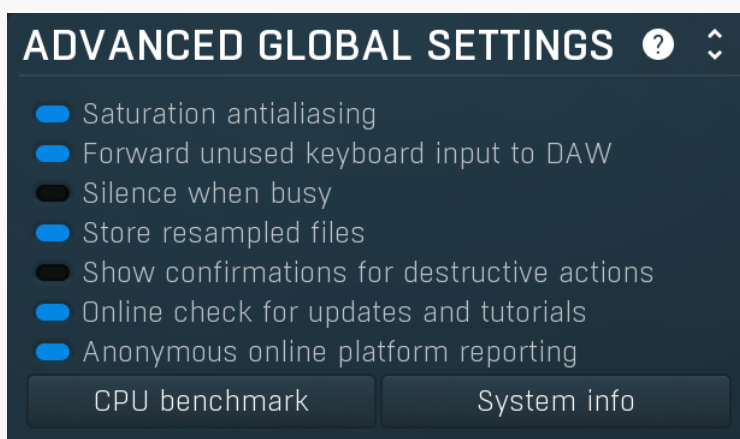 ADVANCED GLOBAL SETTINGS ?
Saturation antialiasing
Forward unused keyboard input to DAW
Silence when busy
Store resampled files
Show confirmations for destructive actions
Online check for updates and tutorials
Anonymous online platform reporting
CPU benchmark System info